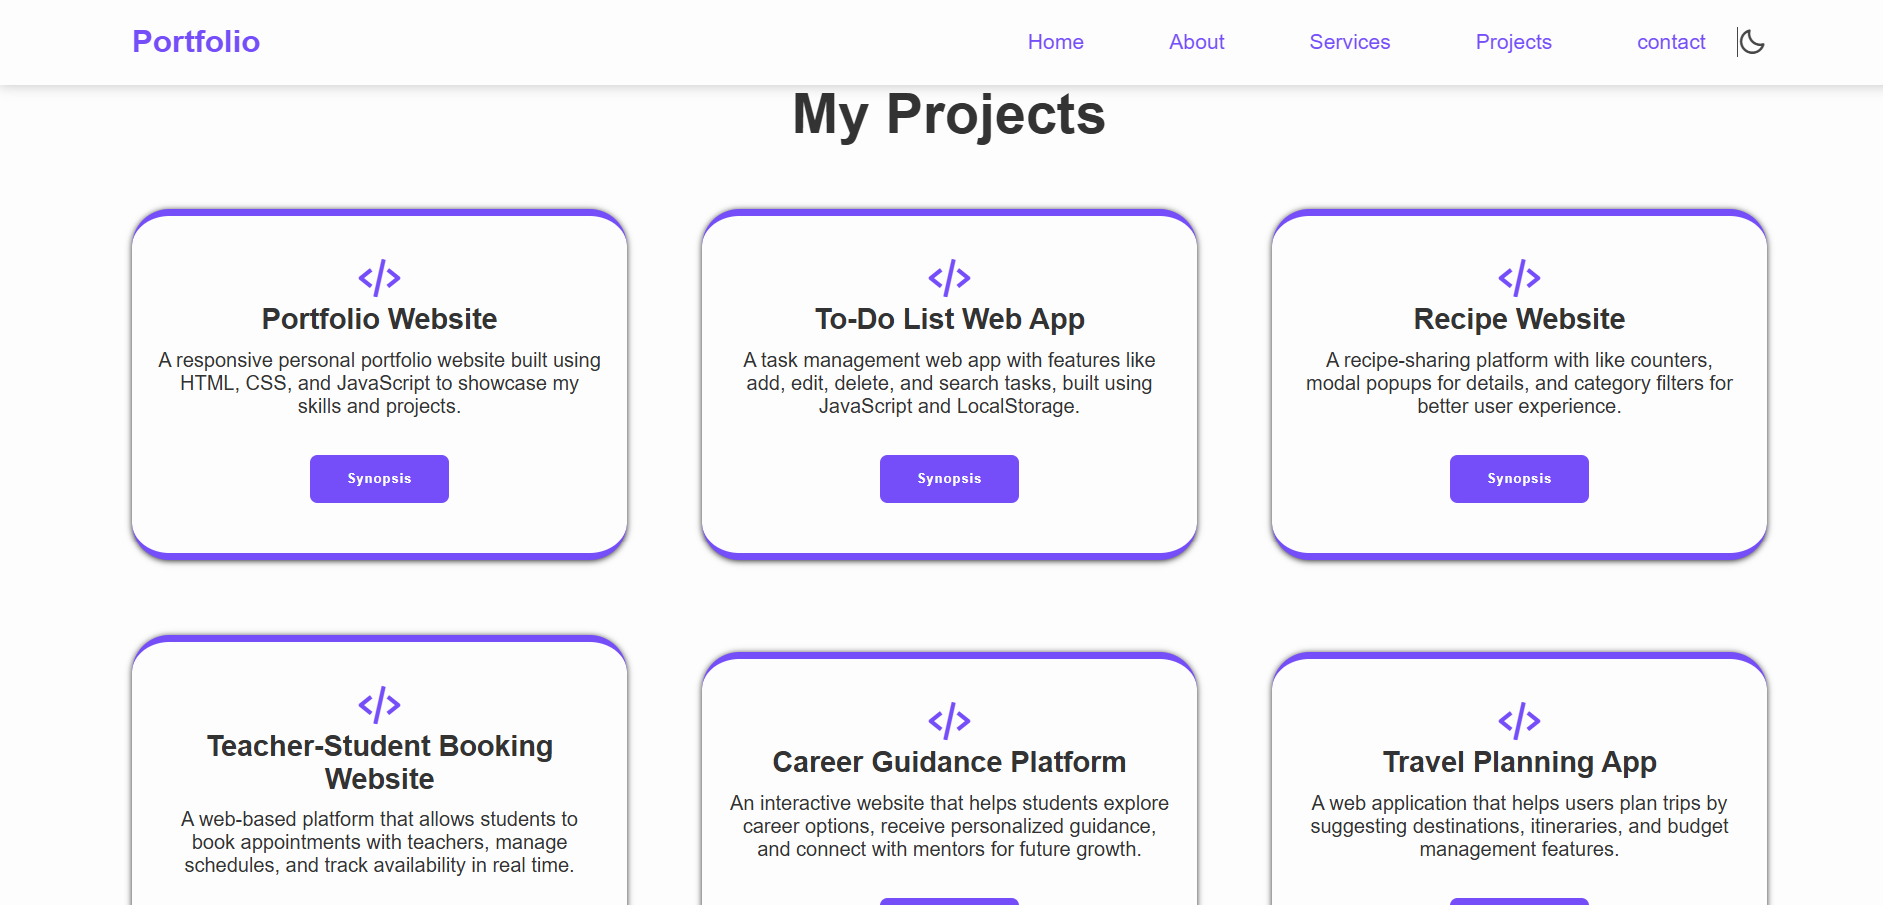 Portfolio
Home
About
Services
Projects
contact
My Projects
</>
Portfolio Website
A responsive personal portfolio website built using
HTML, CSS, and JavaScript to showcase my
skills and projects.
Synopsis
</>
To-Do List Web App
A task management web app with features like
add, edit, delete, and search tasks, built using
JavaScript and LocalStorage.
Synopsis
</>
Recipe Website
A recipe-sharing platform with like counters,
modal popups for details, and category filters for
better user experience.
Synopsis
</>
Teacher-Student Booking
Website
A web-based platform that allows students to
book appointments with teachers, manage
schedules, and track availability in real time.
</>
Career Guidance Platform
An interactive website that helps students explore
career options, receive personalized guidance,
and connect with mentors for future growth.
</>
Travel Planning App
A web application that helps users plan trips by
suggesting destinations, itineraries, and budget
management features.